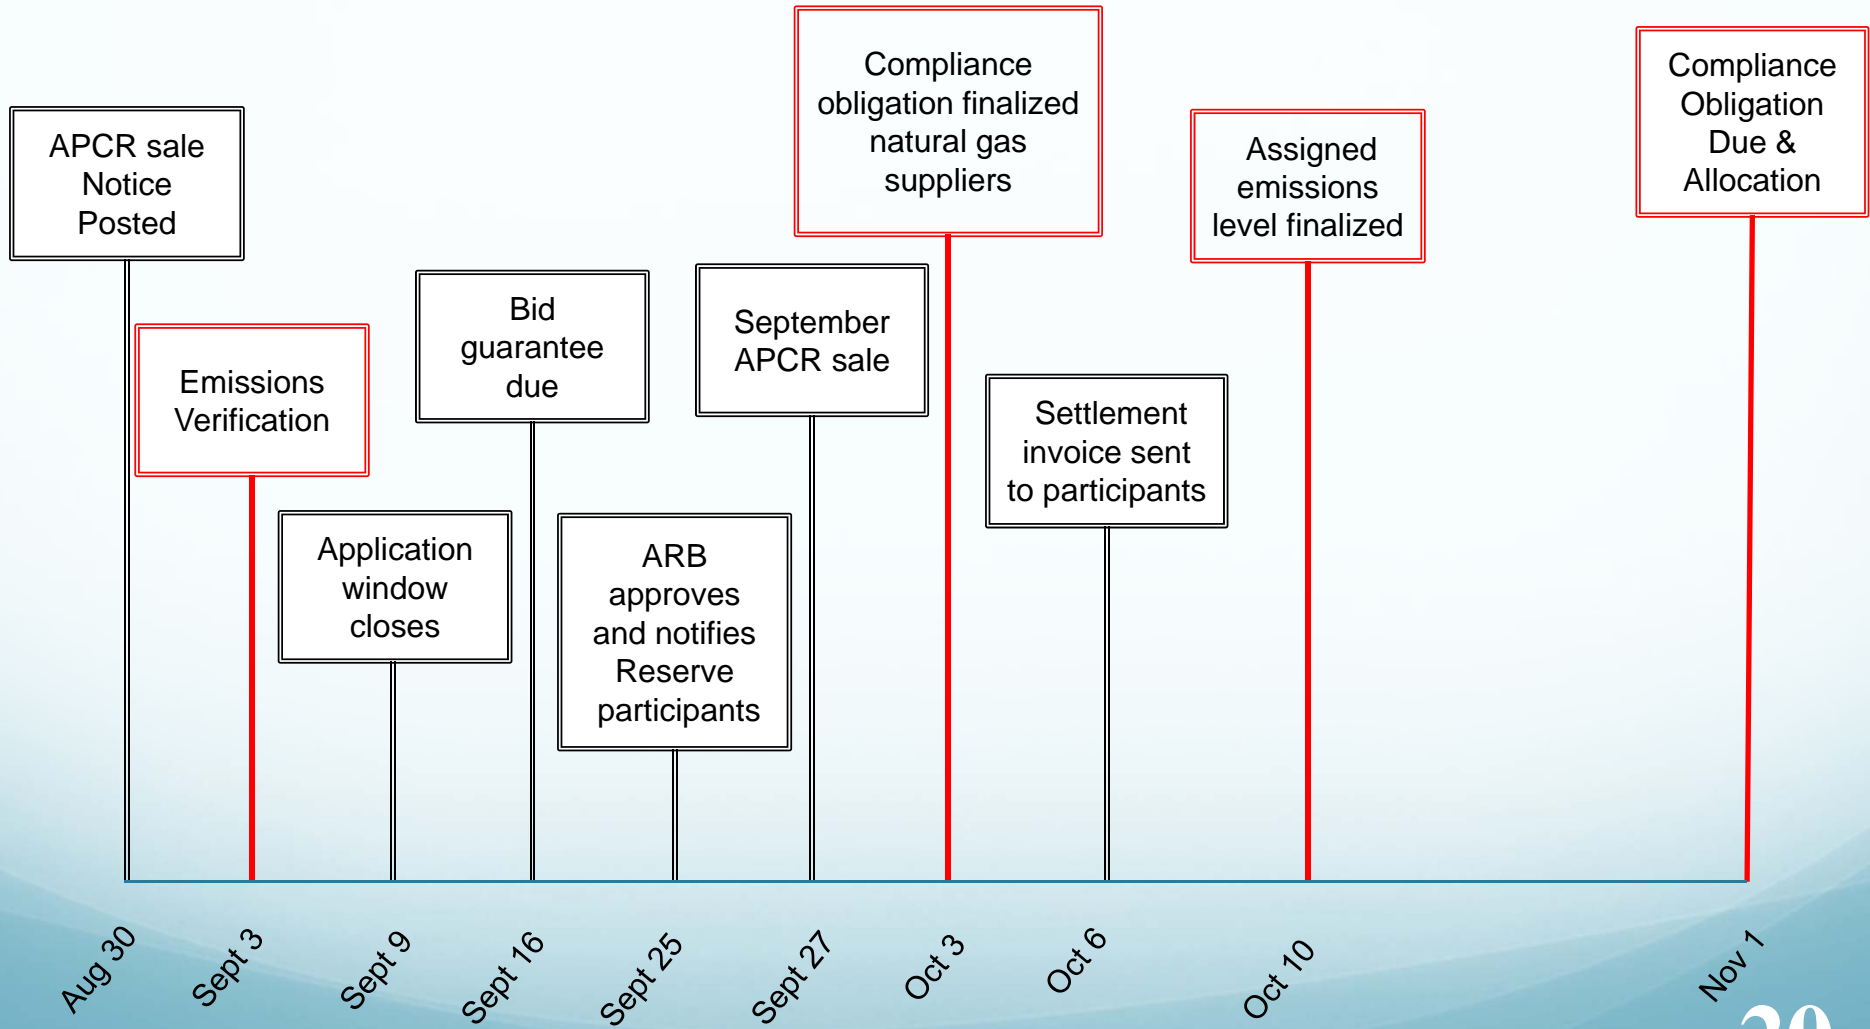 APCR sale
Notice
Posted
Emissions
Verification
Application
window
closes
Bid
guarantee
due
ARB
approves
and notifies
Reserve
participants
September
APCR sale
Compliance
obligation finalized
natural gas
suppliers
Settlement
invoice sent
to participants
Assigned
emissions
level finalized
Compliance
Obligation
Due &
Allocation
Aug 30
Sept 3
Sept 9
Sept 16
Sept 25
Sept 27
Oct 3
Oct 6
Oct 10
Nov 1